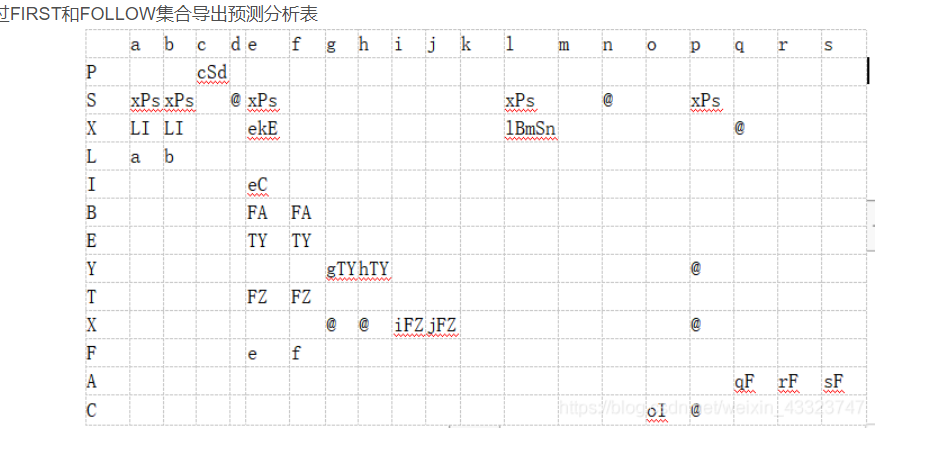 过FIRST和FOLLOW集合导出预测分析表
a b c d e f g h i j k l m n o p q r s
P cSd
S xPs xPs @ xPs xPs @ xPs
X LI LI ekE lBmSn @
L a b
I eC
B FA FA
E TY TY
Y gTY hTY @
T FZ FZ
X @ @ iFZ jFZ @
F e f
A qF rF sF
C oI @
https://blog.csdn.net/weixin_43323747